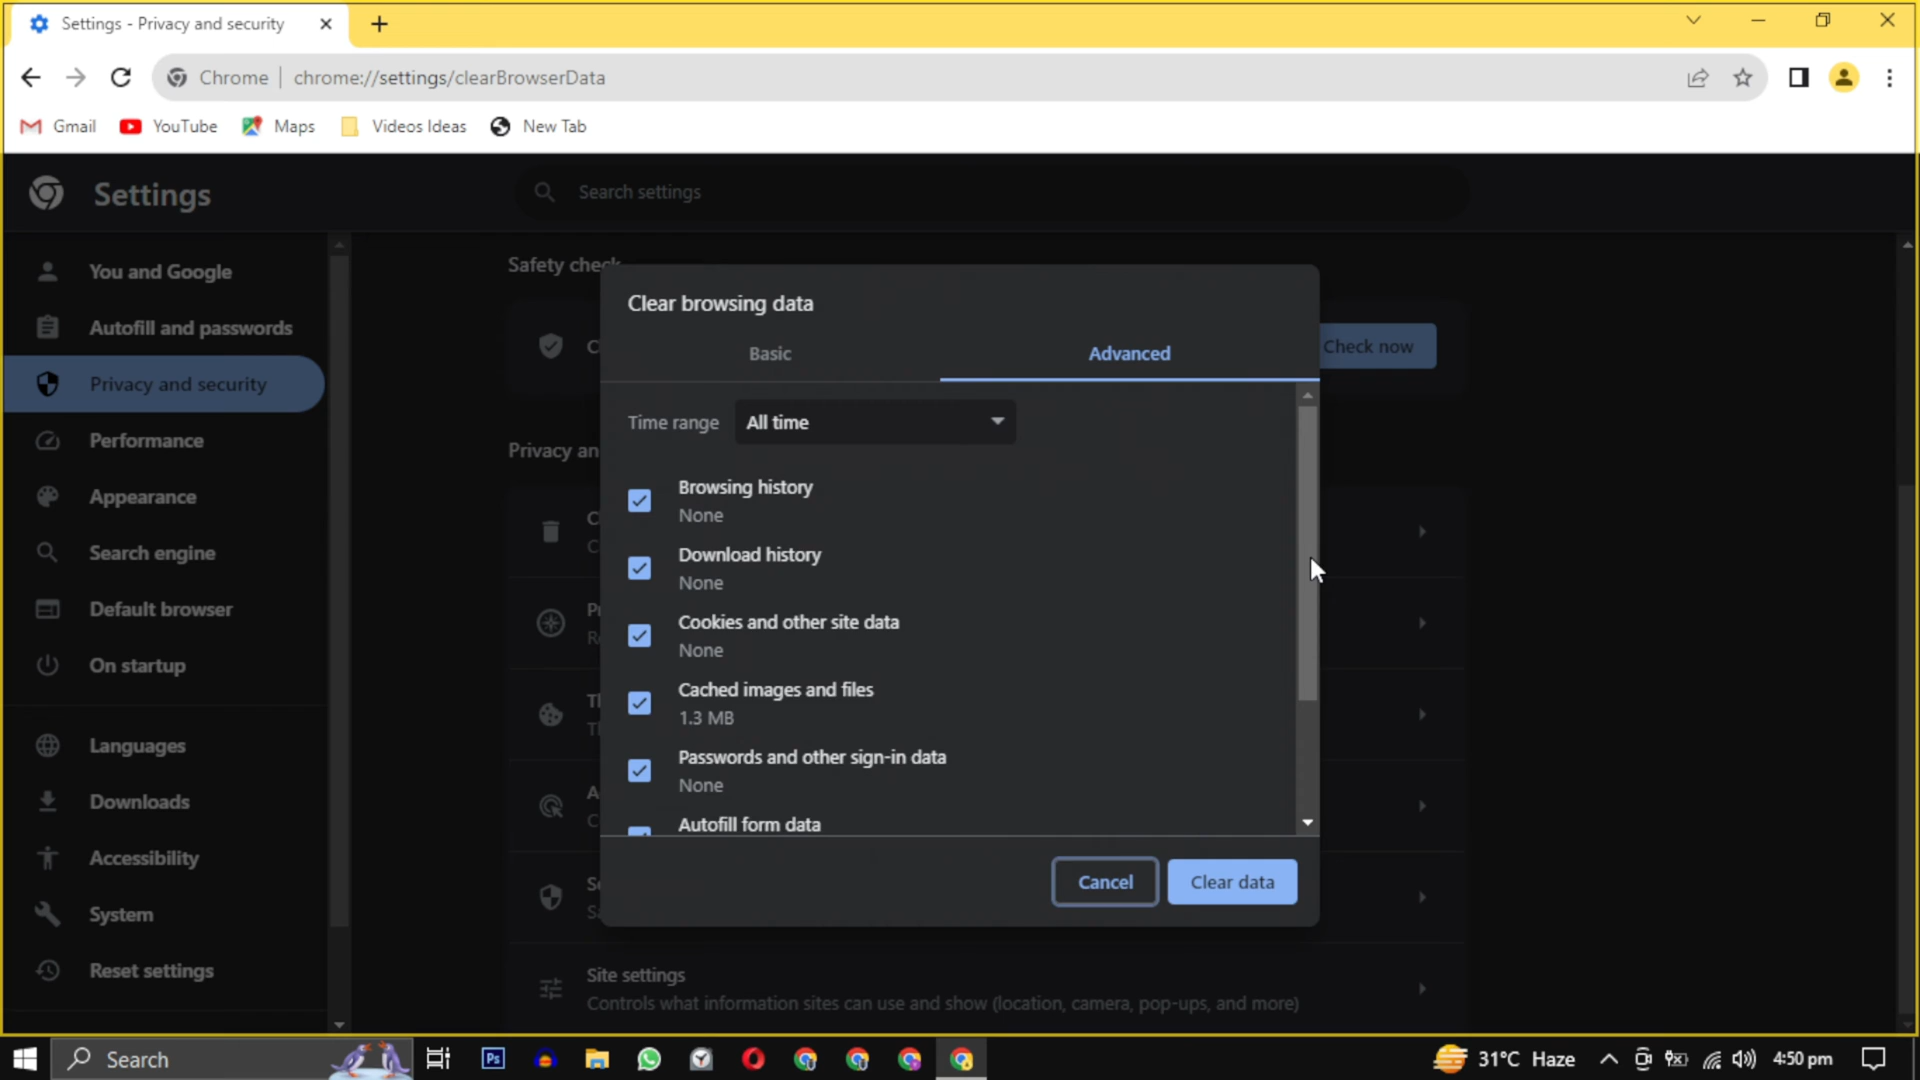 Settings - Privacy and security
Chrome | chrome://settings/clearBrowserData
Gmail YouTube Maps Videos Ideas New Tab
Settings
Search settings
You and Google
Autofill and passwords
Privacy and security
Performance
Appearance
Search engine
Default browser
On startup
Languages
Downloads
Accessibility
System
Reset settings
Safety check
Check now
Privacy an
Clear browsing data
Basic Advanced
Time range All time
Browsing history
None
Download history
None
Cookies and other site data
None
Cached images and files
1.3 MB
Passwords and other sign-in data
None
Autofill form data
Cancel Clear data
Site settings
Controls what information sites can use and show (location, camera, pop-ups, and more)
Search
Ps
31°C Haze
4:50 pm